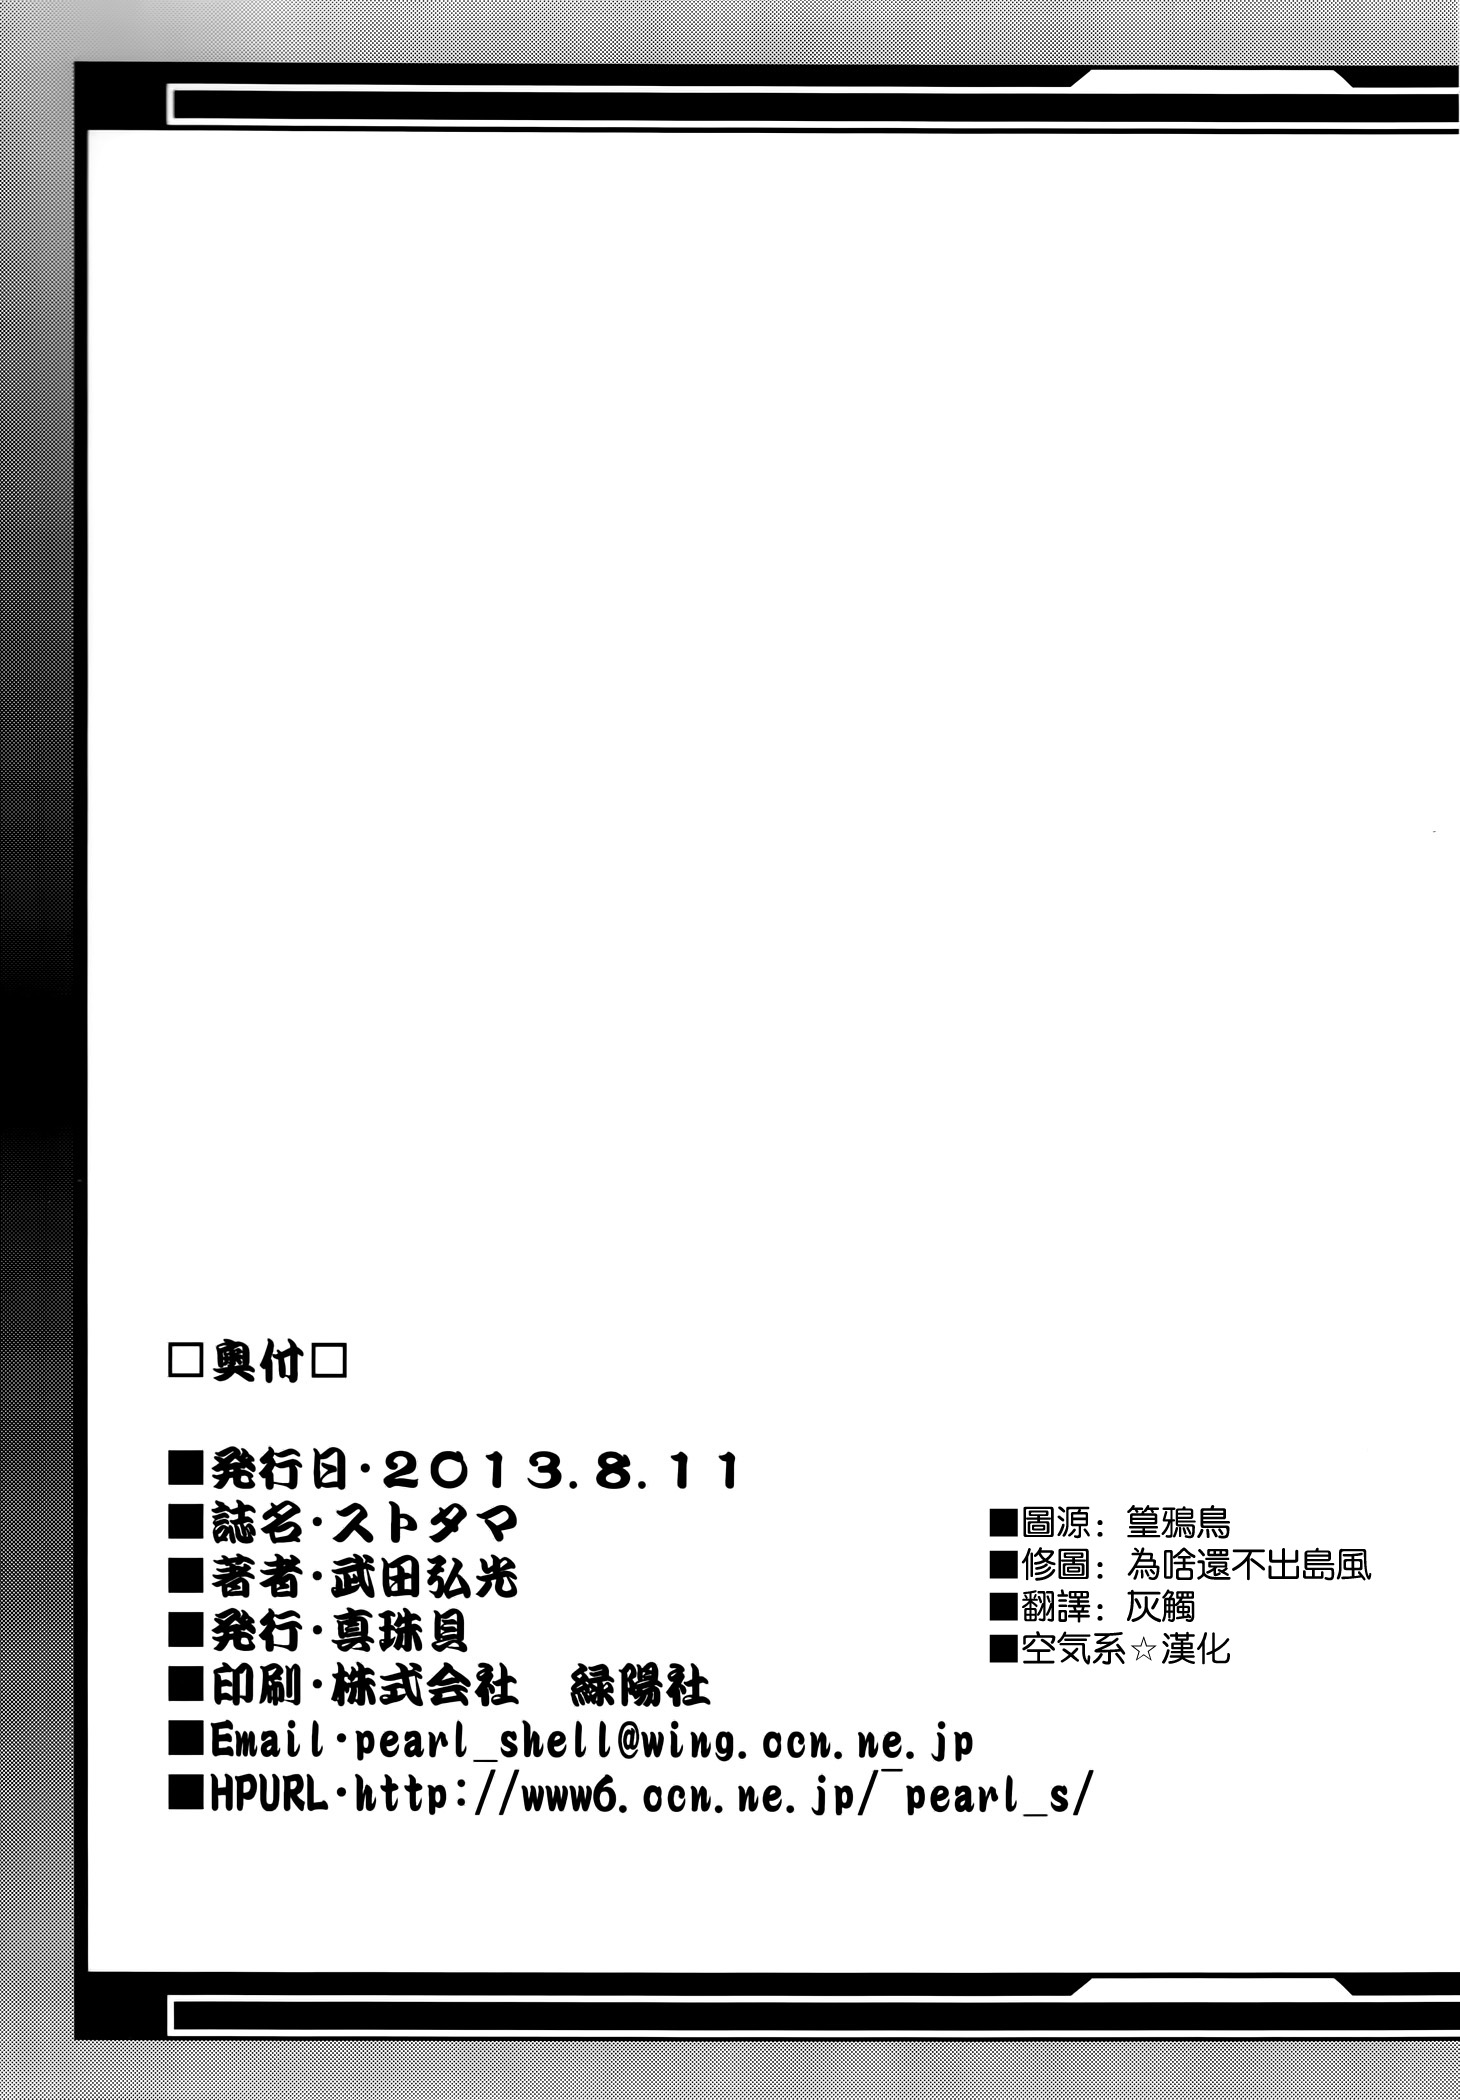 □奥付□
■発行日・2013.8.11
■誌名・ストタマ
■著者・武田弘光
■発行・真珠貝
■印刷・株式会社　緑陽社
■Email・pearl_shell@wing.ocn.ne.jp
■HPURL・http://www6.ocn.ne.jp/‾pearl_s/
■圖源：篁鴉鳥
■修圖：為啥還不出島風
■翻譯：灰觸
■空気系☆漢化